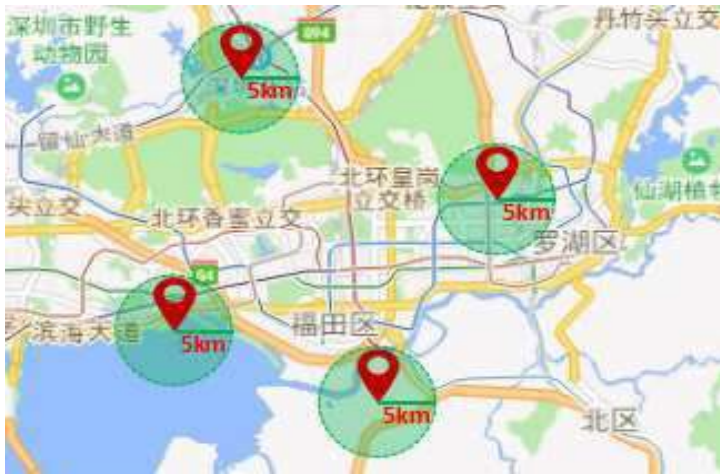 深圳市野生
动物园
S94
丹竹头立交
5km
留仙大道
北环皇岗
立交桥
仙湖植
头立交
北环香蜜立交
5km
罗湖区
G4
滨海大道
5km
福田区
5km
北区